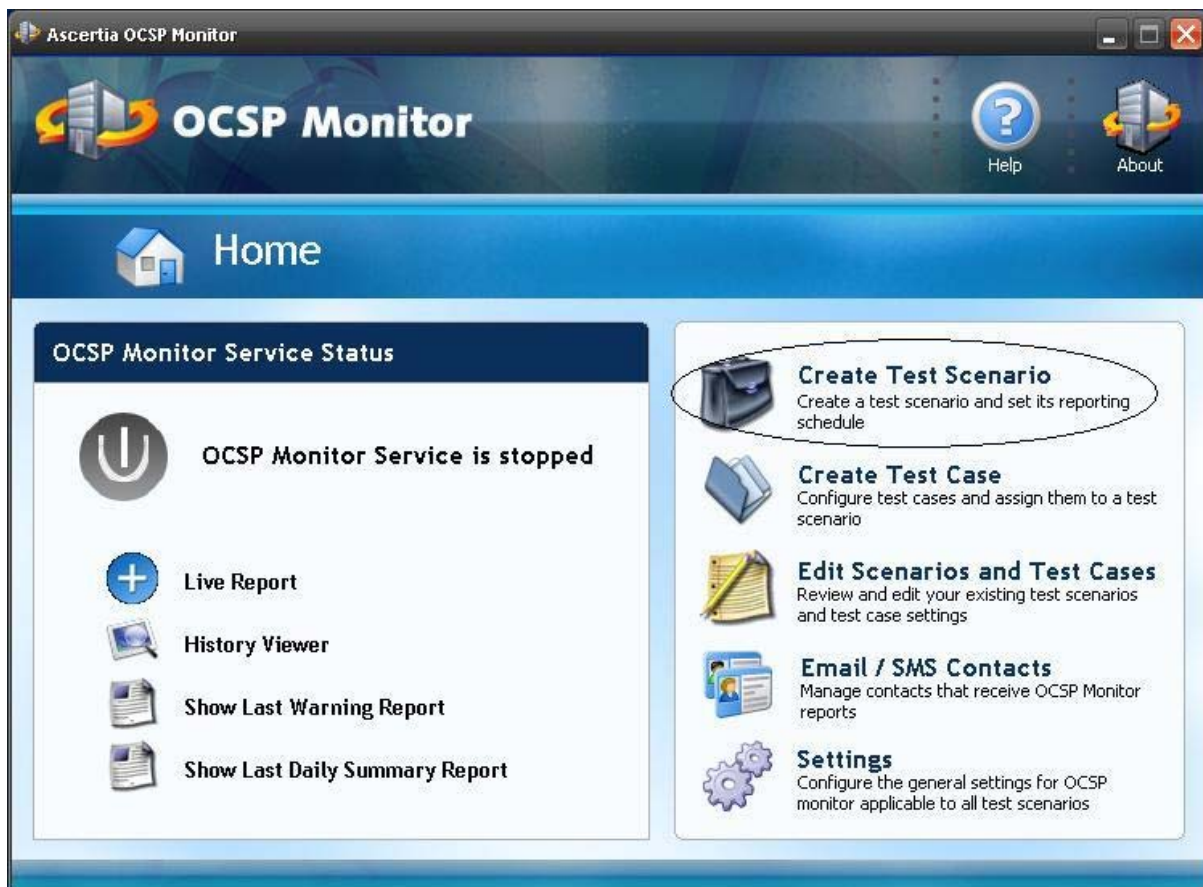 Ascertia OCSP Monitor
OCSP Monitor
Help
About
Home
OCSP Monitor Service Status
OCSP Monitor Service is stopped
Live Report
History Viewer
Show Last Warning Report
Show Last Daily Summary Report
Create Test Scenario
Create a test scenario and set its reporting
schedule
Create Test Case
Configure test cases and assign them to a test
scenario
Edit Scenarios and Test Cases
Review and edit your existing test scenarios
and test case settings
Email / SMS Contacts
Manage contacts that receive OCSP Monitor
reports
Settings
Configure the general settings for OCSP
monitor applicable to all test scenarios